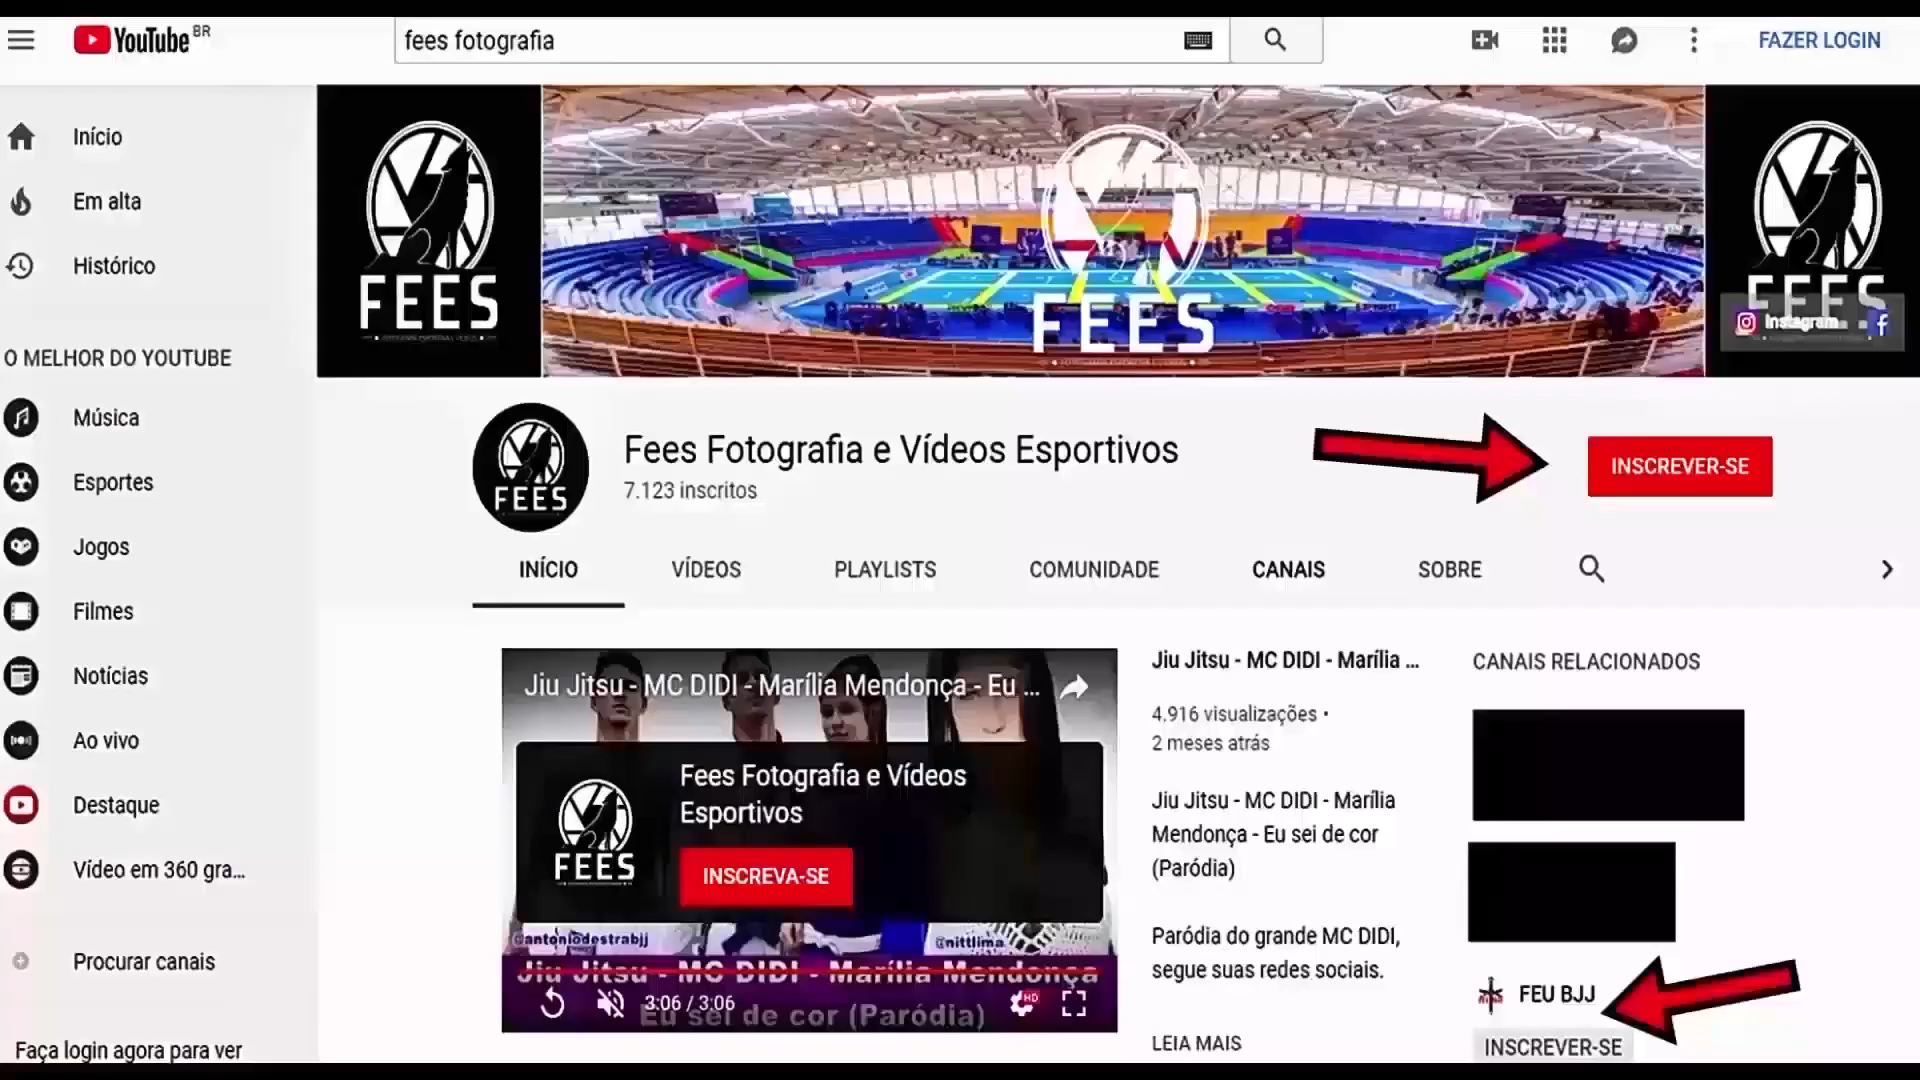 YouTube BR
fees fotografia
FAZER LOGIN
Início
Em alta
Histórico
O MELHOR DO YOUTUBE
Música
Esportes
Jogos
Filmes
Notícias
Ao vivo
Destaque
Vídeo em 360 gra...
Procurar canais
Faça login agora para ver
FEES
FEES
FEES
Instagram
FEES
Fees Fotografia e Vídeos Esportivos
7.123 inscritos
INSCREVER-SE
INÍCIO
VÍDEOS
PLAYLISTS
COMUNIDADE
CANAIS
SOBRE
Jiu Jitsu - MC DIDI - Marília Mendonça - Eu ...
Fees Fotografia e Vídeos
Esportivos
FEES
INSCREVA-SE
@antoniodestrabjj
@nittlima
Jiu Jitsu - MC DIDI - Marília Mendonça
Eu sei de cor (Paródia)
3:06 / 3:06
HD
Jiu Jitsu - MC DIDI - Marília ...
4.916 visualizações •
2 meses atrás
Jiu Jitsu - MC DIDI - Marília
Mendonça - Eu sei de cor
(Paródia)
Paródia do grande MC DIDI,
segue suas redes sociais.
LEIA MAIS
CANAIS RELACIONADOS
FEU BJJ
INSCREVER-SE